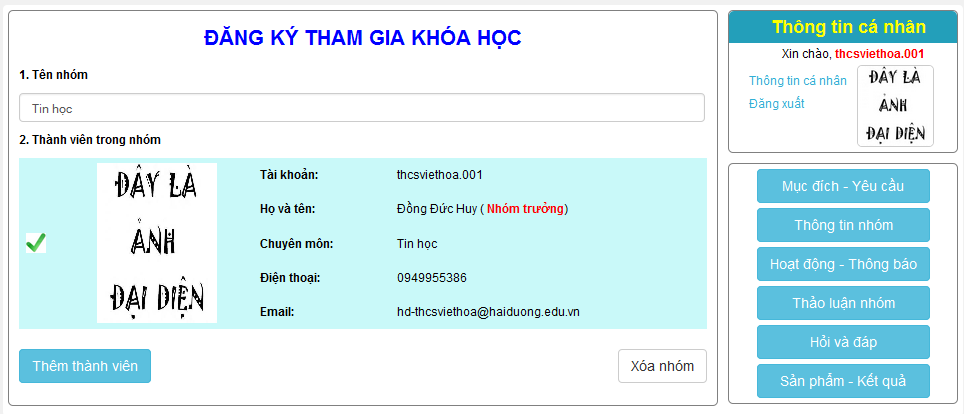 ĐĂNG KÝ THAM GIA KHÓA HỌC
1. Tên nhóm
Tin học
2. Thành viên trong nhóm
ĐÂY LÀ
ẢNH
ĐẠI DIỆN
Tài khoản: thcsviethoa.001
Họ và tên: Đồng Đức Huy ( Nhóm trưởng)
Chuyên môn: Tin học
Điện thoại: 0949955386
Email: hd-thcsviethoa@haiduong.edu.vn
Thêm thành viên
Xóa nhóm
Thông tin cá nhân
Xin chào, thcsviethoa.001
Thông tin cá nhân
Đăng xuất
ĐÂY LÀ
ẢNH
ĐẠI DIỆN
Mục đích - Yêu cầu
Thông tin nhóm
Hoạt động - Thông báo
Thảo luận nhóm
Hỏi và đáp
Sản phẩm - Kết quả